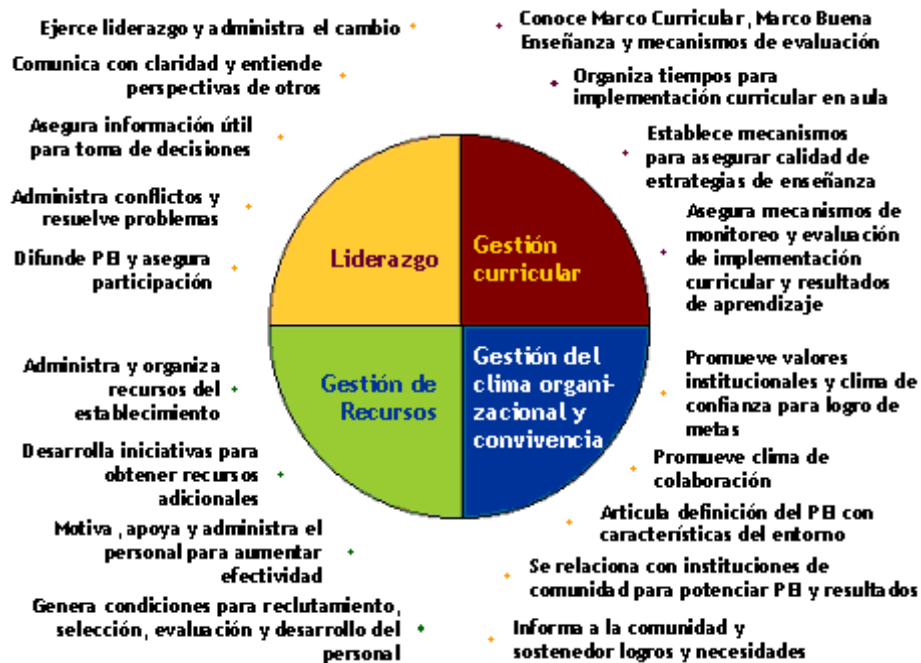 Ejerce liderazgo y administra el cambio
Comunica con claridad y entiende
perspectivas de otros
Asegura información útil
para toma de decisiones
Administra conflictos y
resuelve problemas
Difunde PEI y asegura
participación
Liderazgo
Conoce Marco Curricular, Marco Buena
Enseñanza y mecanismos de evaluación
Organiza tiempos para
implementación curricular en aula
Establece mecanismos
para asegurar calidad de
estrategias de enseñanza
Asegura mecanismos de
monitoreo y evaluación
de implementación
curricular y resultados
de aprendizaje
Gestión
curricular
Administra y organiza
recursos del
establecimiento
Desarrolla iniciativas para
obtener recursos
adicionales
Motiva , apoya y administra el
personal para aumentar
efectividad
Genera condiciones para reclutamiento,
selección, evaluación y desarrollo del
personal
Gestión de
Recursos
Gestión del
clima organi-
zacional y
convivencia
Promueve valores
institucionales y clima de
confianza para logro de
metas
Promueve clima de
colaboración
Articula definición del PEI con
características del entorno
Se relaciona con instituciones de
comunidad para potenciar PEI y resultados
Informa a la comunidad y
sostenedor logros y necesidades